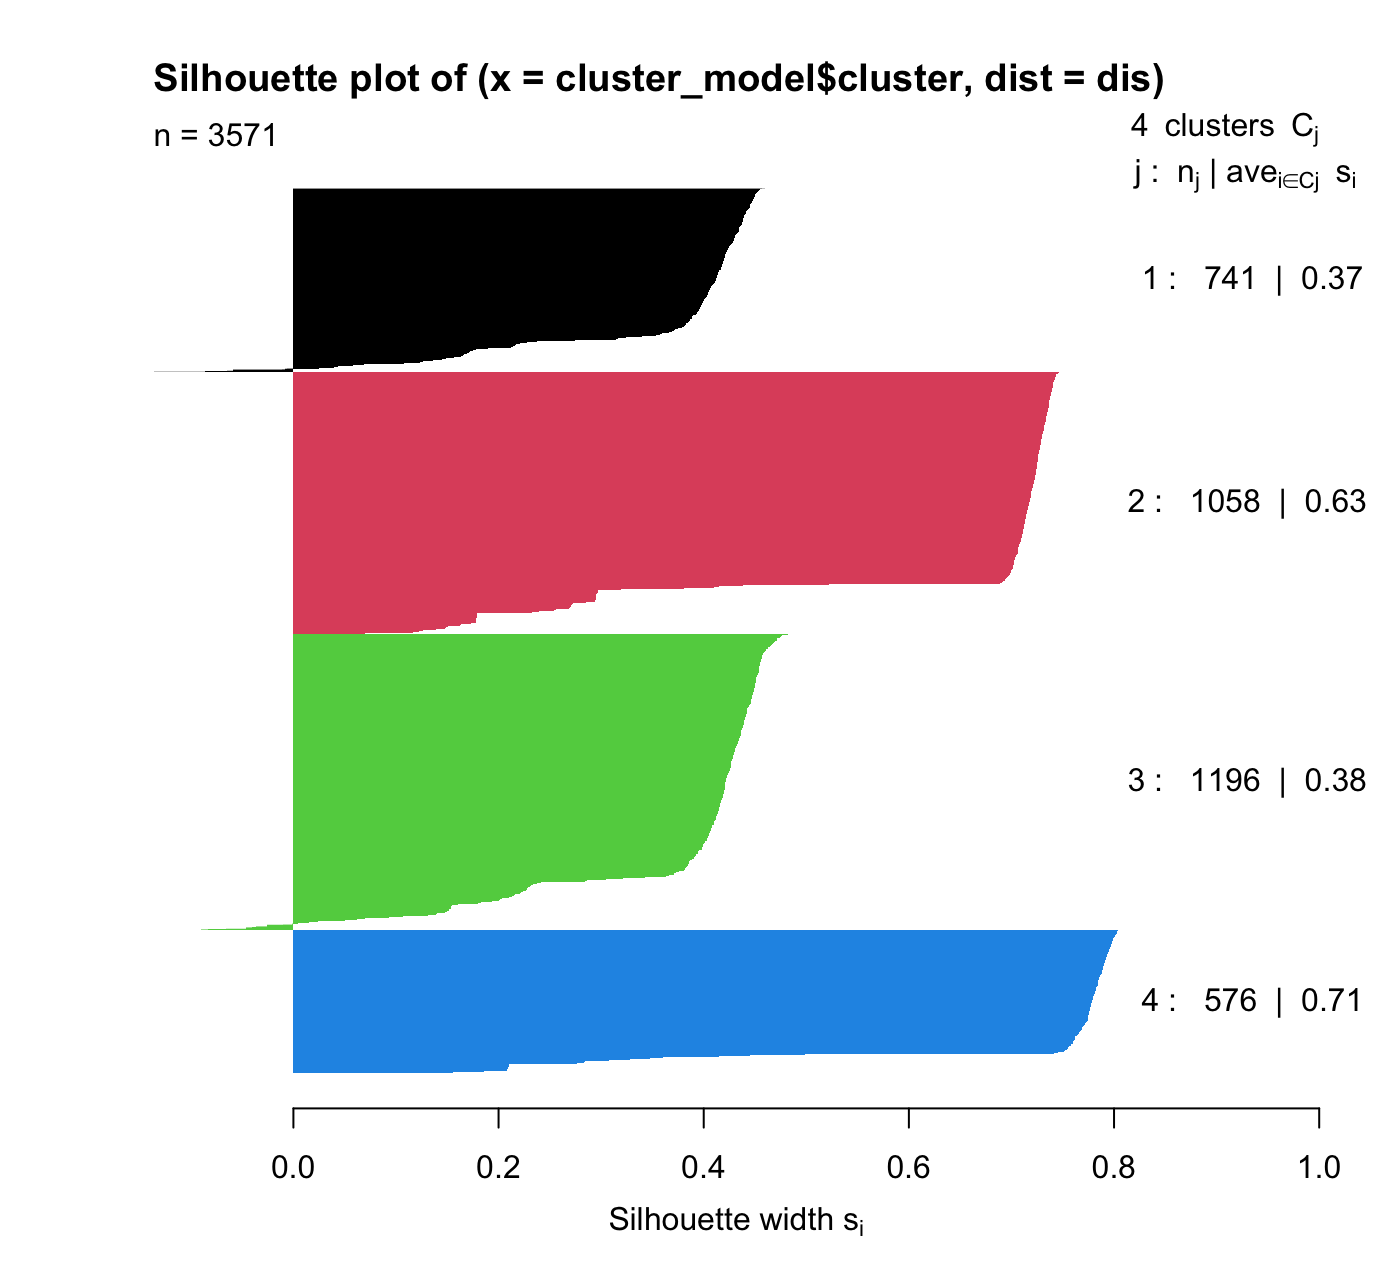 Silhouette plot of (x = cluster_model$cluster, dist = dis)
n = 3571
4 clusters Cj
j : nj | avei∈Cj si
1 : 741 | 0.37
2 : 1058 | 0.63
3 : 1196 | 0.38
4 : 576 | 0.71
0.0 0.2 0.4 0.6 0.8 1.0
Silhouette width si